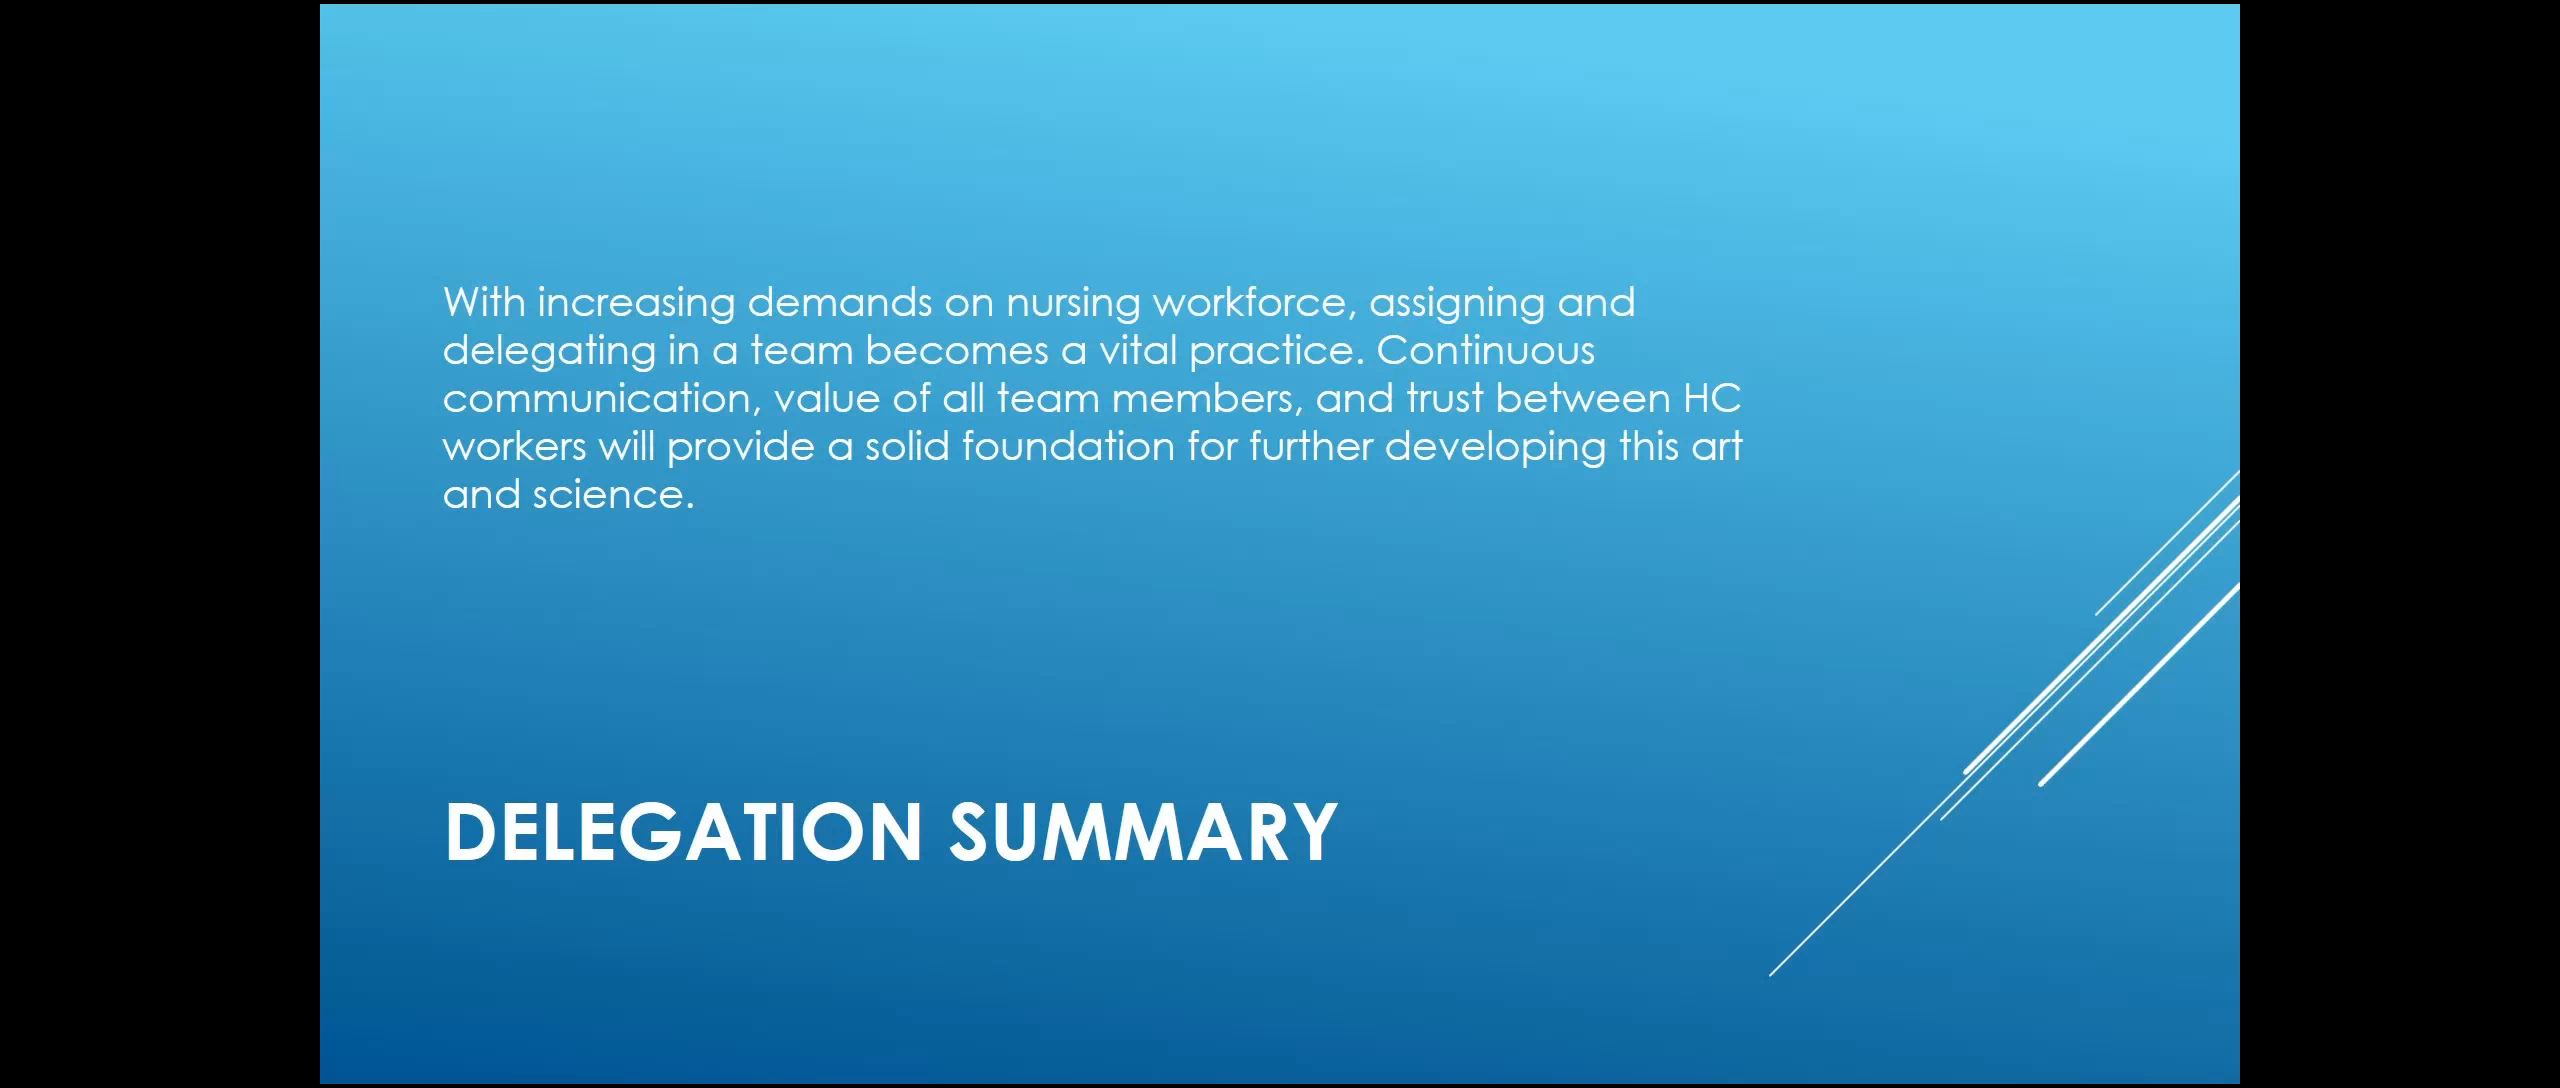 With increasing demands on nursing workforce, assigning and
delegating in a team becomes a vital practice. Continuous
communication, value of all team members, and trust between HC
workers will provide a solid foundation for further developing this art
and science.
DELEGATION SUMMARY